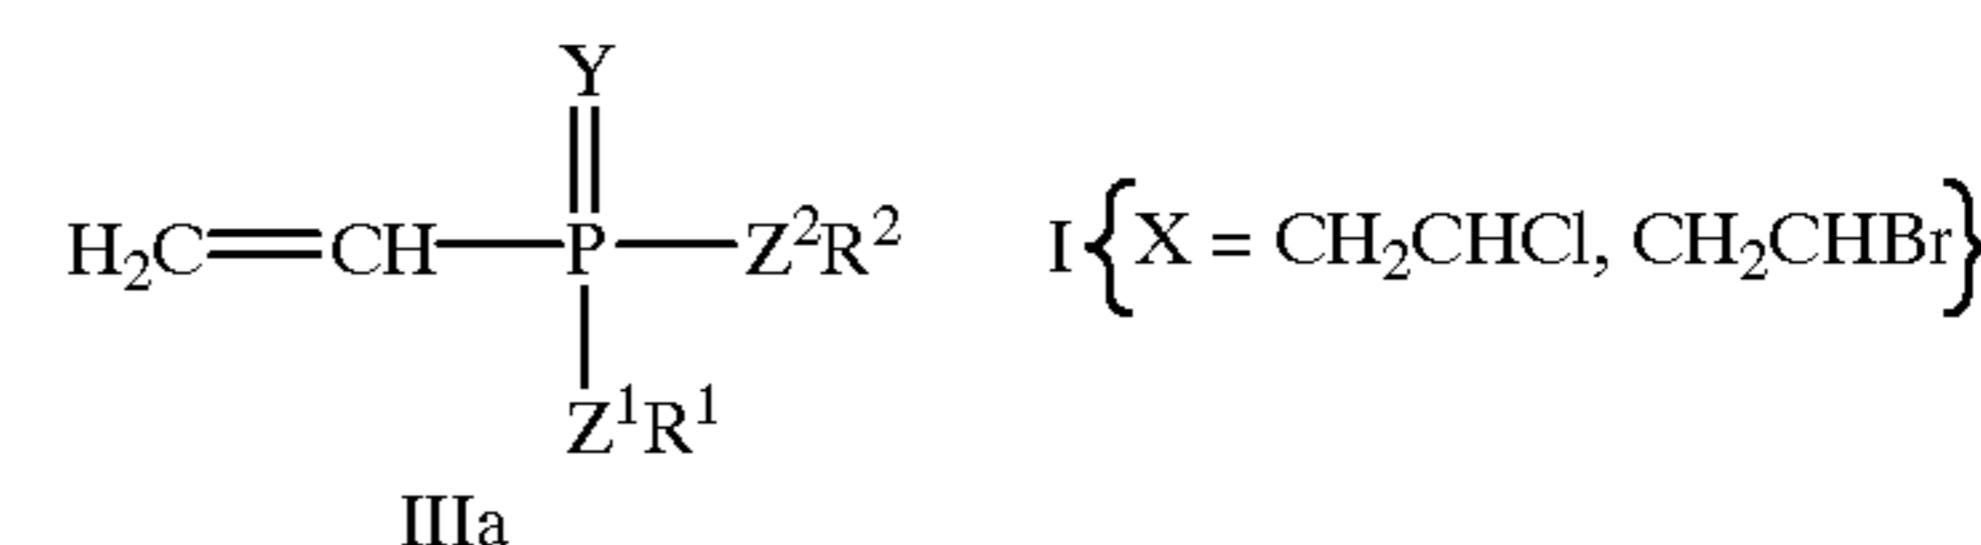 Y
H₂C=CH—P—Z²R² I{X = CH₂CHCl, CH₂CHBr}
Z¹R¹
IIIa